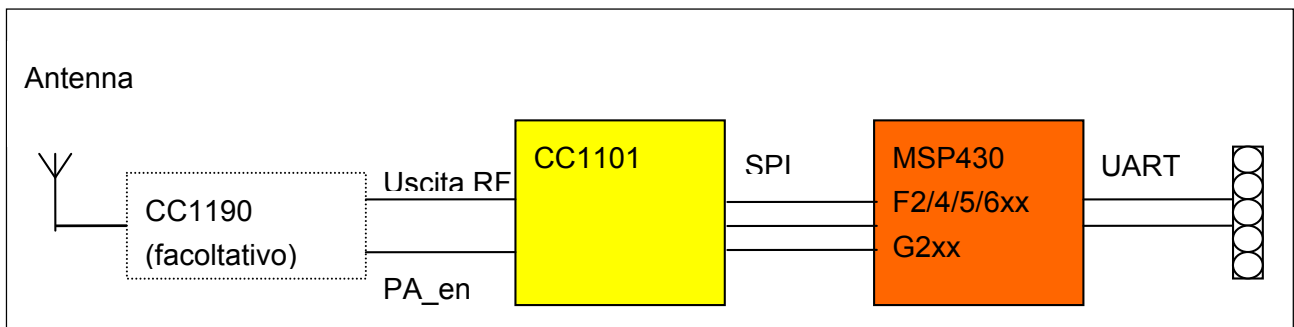 Antenna
CC1190
(facoltativo)
Uscita RF
PA_en
CC1101
SPI
MSP430
F2/4/5/6xx
G2xx
UART